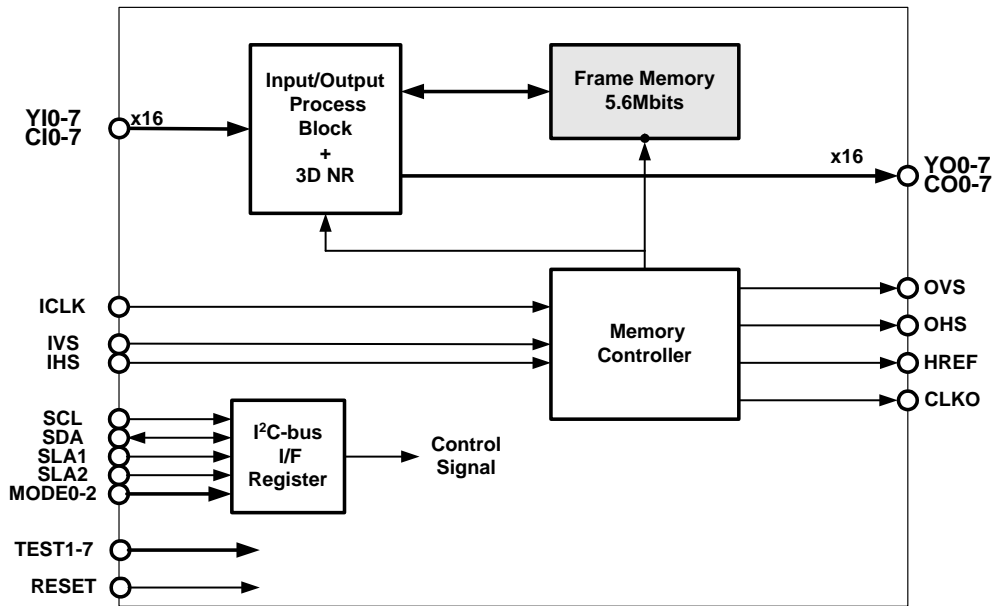 Input/Output
Process
Block
+
3D NR
Frame Memory
5.6Mbits
YI0-7
CI0-7
x16
x16
YO0-7
CO0-7
ICLK
IVS
IHS
Memory
Controller
OVS
OHS
HREF
CLKO
SCL
SDA
SLA1
SLA2
MODE0-2
I²C-bus
I/F
Register
Control
Signal
TEST1-7
RESET